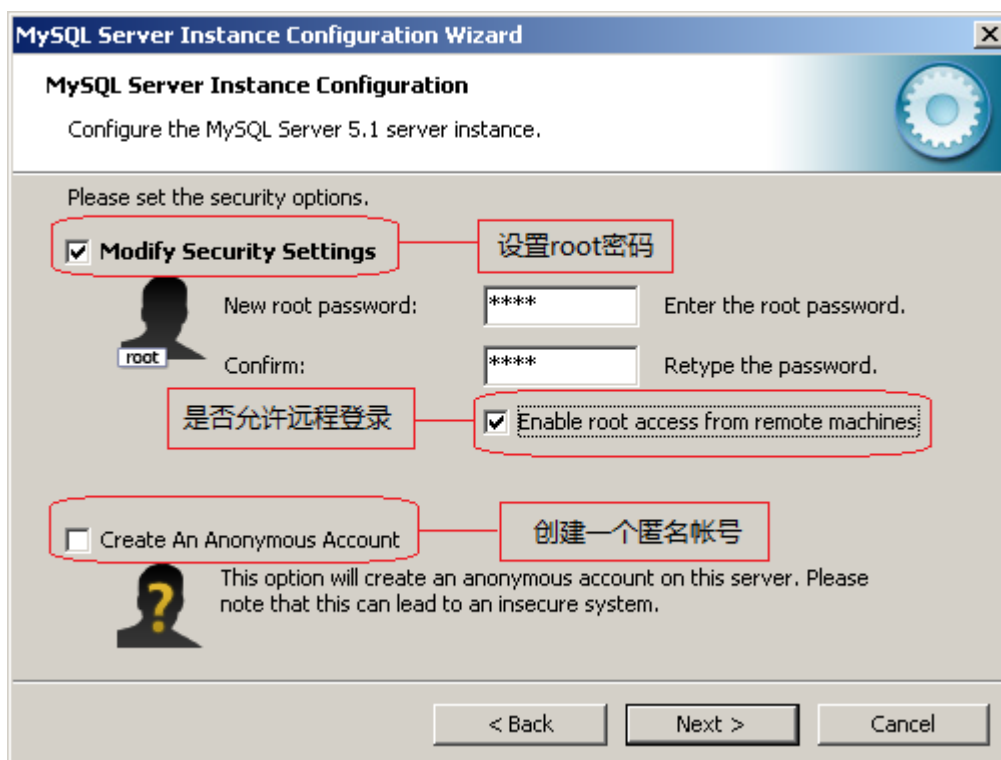 MySQL Server Instance Configuration Wizard
MySQL Server Instance Configuration
Configure the MySQL Server 5.1 server instance.
Please set the security options.
Modify Security Settings
设置root密码
New root password:
****
Enter the root password.
root
Confirm:
****
Retype the password.
是否允许远程登录
Enable root access from remote machines
Create An Anonymous Account
创建一个匿名帐号
This option will create an anonymous account on this server. Please
note that this can lead to an insecure system.
< Back
Next >
Cancel